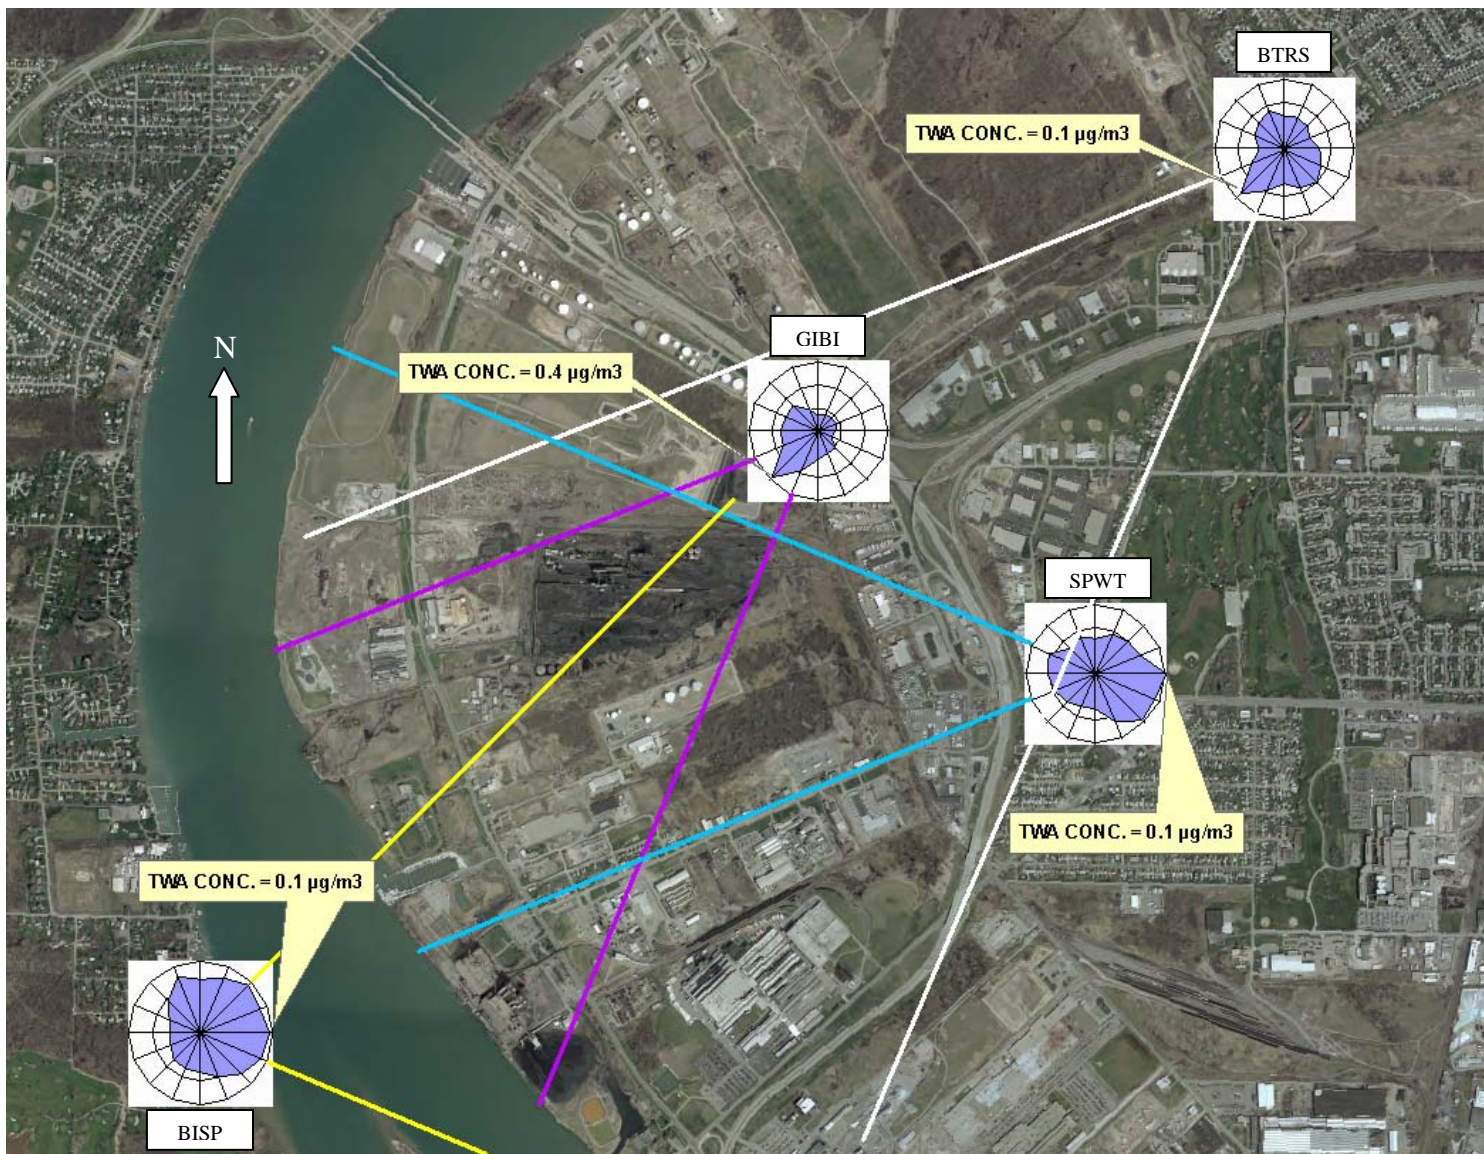 BTRS
TWA CONC. = 0.1 µg/m3
GIBI
N
TWA CONC. = 0.4 µg/m3
SPWT
TWA CONC. = 0.1 µg/m3
TWA CONC. = 0.1 µg/m3
BISP